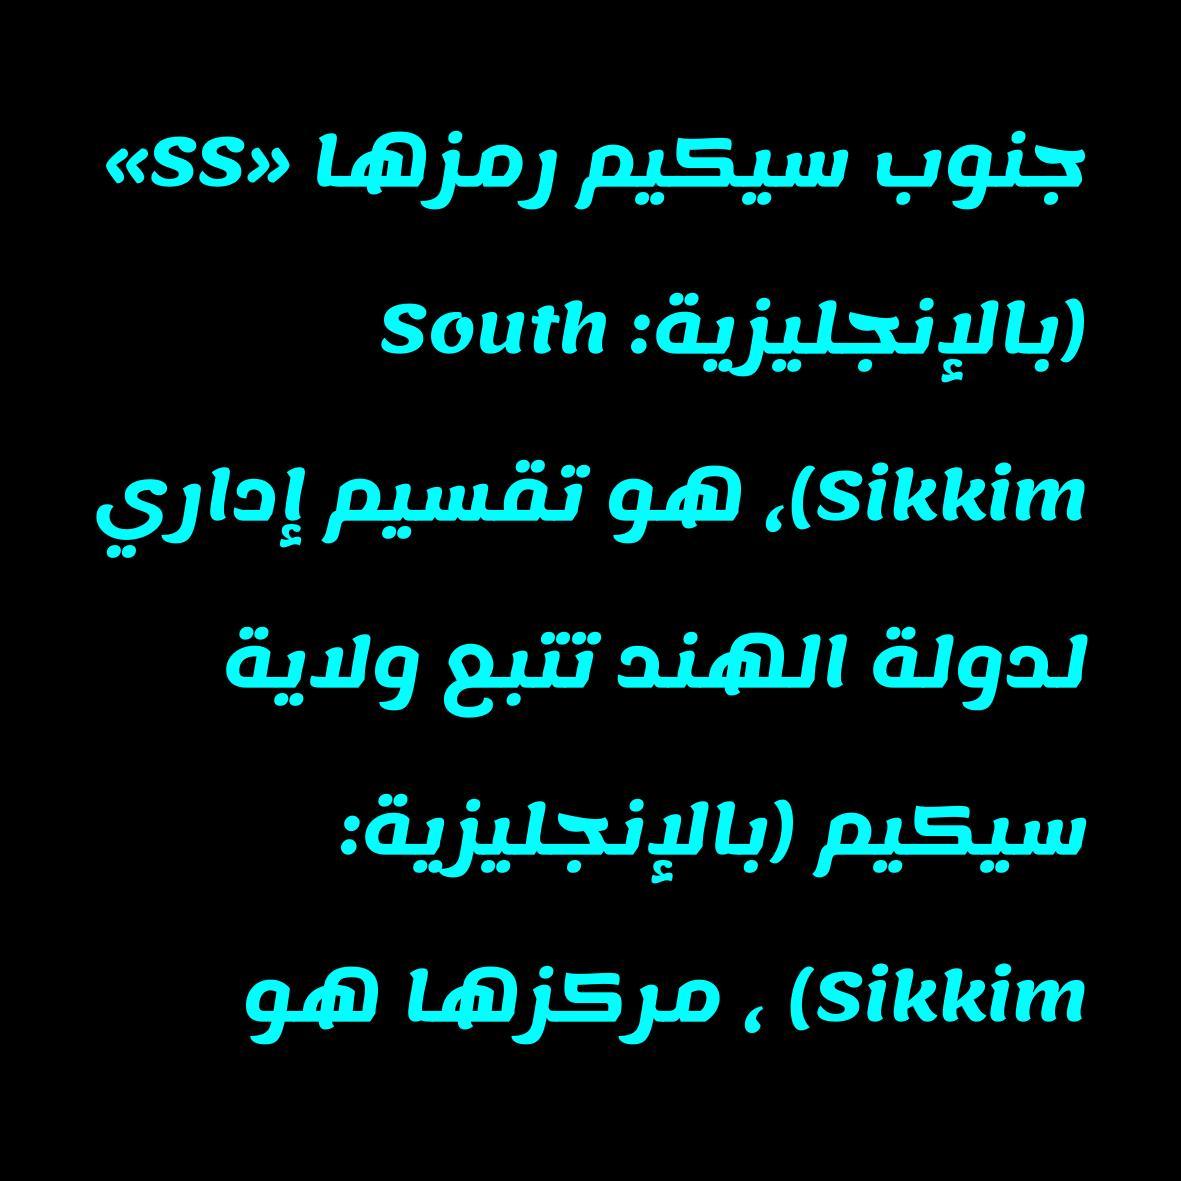 جنوب سيكيم رمزها «SS»
(بالإنجليزية: South
Sikkim)، هو تقسيم إداري
لدولة الهند تتبع ولاية
سيكيم (بالإنجليزية:
Sikkim) ، مركزها هو